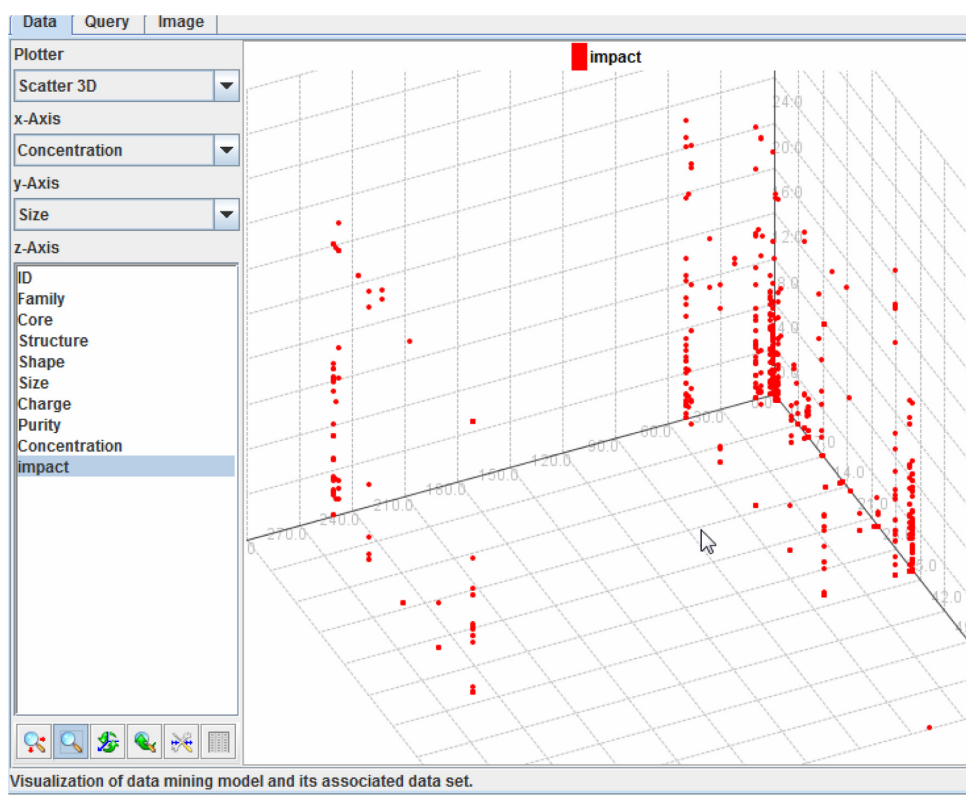 Data Query Image
Plotter
Scatter 3D
x-Axis
Concentration
y-Axis
Size
z-Axis
ID
Family
Core
Structure
Shape
Size
Charge
Purity
Concentration
impact
impact
24.0
20.0
16.0
12.0
8.0
4.0
270.0 240.0 210.0 180.0 150.0 120.0 90.0 60.0 30.0
14.0
42.0
Visualization of data mining model and its associated data set.